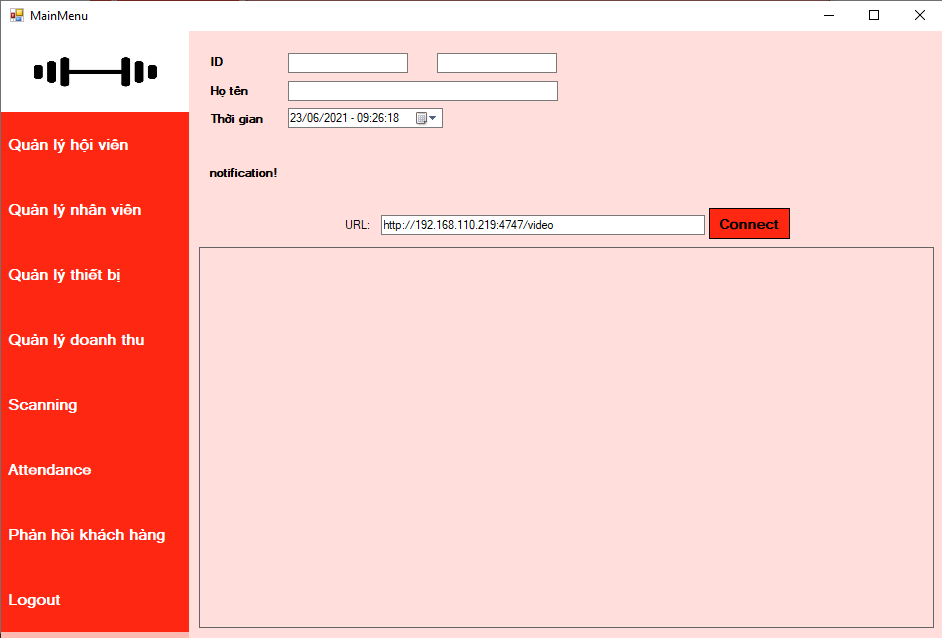 MainMenu
Quản lý hội viên
Quản lý nhân viên
Quản lý thiết bị
Quản lý doanh thu
Scanning
Attendance
Phản hồi khách hàng
Logout
ID
Họ tên
Thời gian 23/06/2021 - 09:26:18
notification!
URL: http://192.168.110.219:4747/video Connect